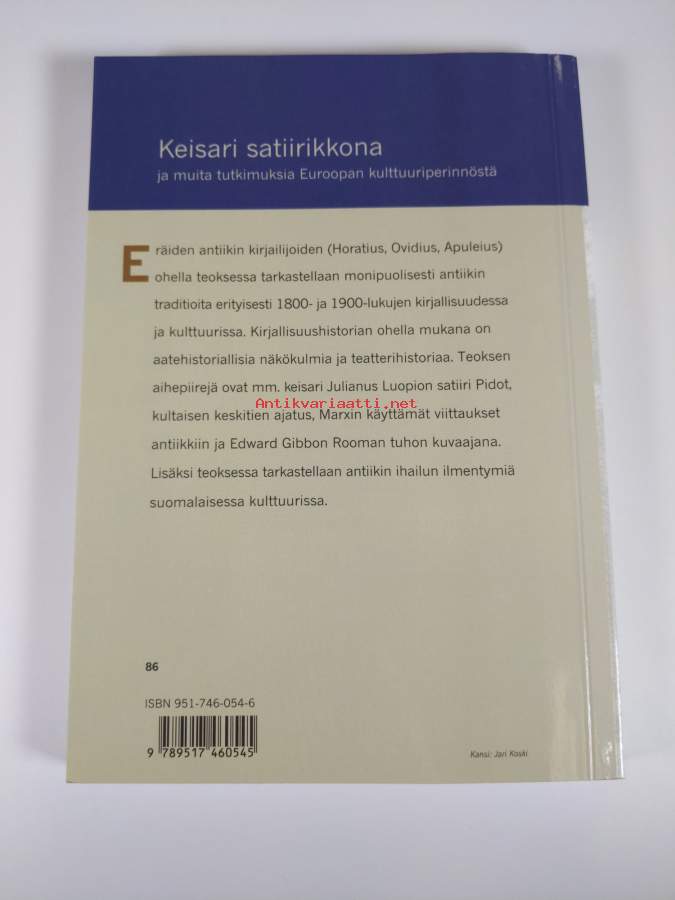 Keisari satiirikkona
ja muita tutkimuksia Euroopan kulttuuriperinnöstä
Eräiden antiikin kirjailijoiden (Horatius, Ovidius, Apuleius)
ohella teoksessa tarkastellaan monipuolisesti antiikin
traditioita erityisesti 1800- ja 1900-lukujen kirjallisuudessa
ja kulttuurissa. Kirjallisuushistorian ohella mukana on
aatehistoriallisia näkökulmia ja teatterihistoriaa. Teoksen
aihepiirejä ovat mm. keisari Julianus Luopion satiiri Pidot,
Antikvariaatti.net
kultaisen keskitien ajatus, Marxin käyttämät viittaukset
antiikkiin ja Edward Gibbon Rooman tuhon kuvaajana.
Lisäksi teoksessa tarkastellaan antiikin ihailun ilmentymiä
suomalaisessa kulttuurissa.
86
ISBN 951-746-054-6
9 789517 460545
Kansi: Jari Koski